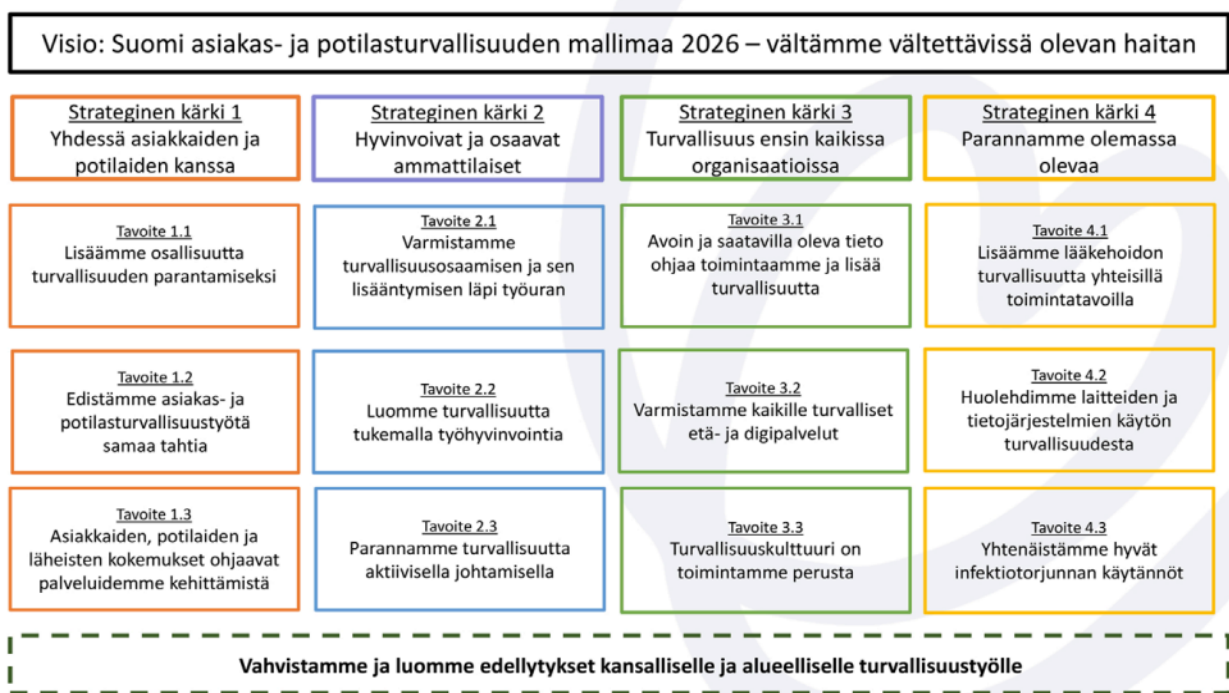 Visio: Suomi asiakas- ja potilasturvallisuuden mallimaa 2026 – vältämme vältettävissä olevan haitan
Strateginen kärki 1
Yhdessä asiakkaiden ja
potilaiden kanssa
Strateginen kärki 2
Hyvinvoivat ja osaavat
ammattilaiset
Strateginen kärki 3
Turvallisuus ensin kaikissa
organisaatioissa
Strateginen kärki 4
Parannamme olemassa
olevaa
Tavoite 1.1
Lisäämme osallisuutta
turvallisuuden parantamiseksi
Tavoite 2.1
Varmistamme
turvallisuusosaamisen ja sen
lisääntymisen läpi työuran
Tavoite 3.1
Avoin ja saatavilla oleva tieto
ohjaa toimintaamme ja lisää
turvallisuutta
Tavoite 4.1
Lisäämme lääkehoidon
turvallisuutta yhteisillä
toimintatavoilla
Tavoite 1.2
Edistämme asiakas- ja
potilasturvallisuustyötä
samaa tahtia
Tavoite 2.2
Luomme turvallisuutta
tukemalla työhyvinvointia
Tavoite 3.2
Varmistamme kaikille turvalliset
etä- ja digipalvelut
Tavoite 4.2
Huolehdimme laitteiden ja
tietojärjestelmien käytön
turvallisuudesta
Tavoite 1.3
Asiakkaiden, potilaiden ja
läheisten kokemukset ohjaavat
palveluidemme kehittämistä
Tavoite 2.3
Parannamme turvallisuutta
aktiivisella johtamisella
Tavoite 3.3
Turvallisuuskulttuuri on
toimintamme perusta
Tavoite 4.3
Yhtenäistämme hyvät
infektiotorjunnan käytännöt
Vahvistamme ja luomme edellytykset kansalliselle ja alueelliselle turvallisuustyölle